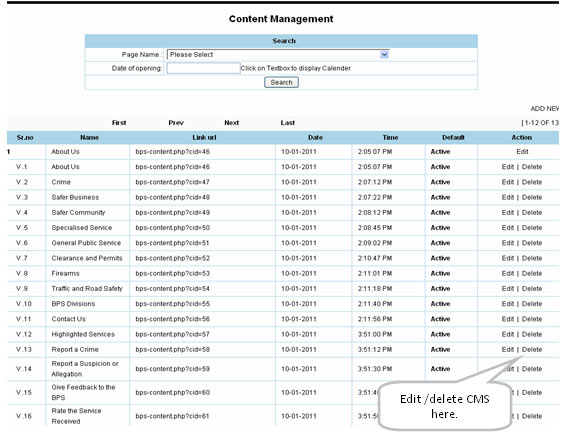 Content Management
Search
Page Name : Please Select
Date of opening: Click on Textbox to display Calender
Search
ADD NEW
First Prev Next Last [1-12 OF 13
Sr.no Name Link url Date Time Default Action
1 About Us bps-content.php?cid=46 10-01-2011 2:05:07 PM Active Edit
V .1 About Us bps-content.php?cid=46 10-01-2011 2:05:07 PM Active Edit | Delete
V .2 Crime bps-content.php?cid=47 10-01-2011 2:07:12 PM Active Edit | Delete
V .3 Safer Business bps-content.php?cid=48 10-01-2011 2:07:22 PM Active Edit | Delete
V .4 Safer Community bps-content.php?cid=49 10-01-2011 2:08:12 PM Active Edit | Delete
V .5 Specialised Service bps-content.php?cid=50 10-01-2011 2:08:45 PM Active Edit | Delete
V .6 General Public Service bps-content.php?cid=51 10-01-2011 2:09:02 PM Active Edit | Delete
V .7 Clearance and Permits bps-content.php?cid=52 10-01-2011 2:10:47 PM Active Edit | Delete
V .8 Firearms bps-content.php?cid=53 10-01-2011 2:11:01 PM Active Edit | Delete
V .9 Traffic and Road Safety bps-content.php?cid=54 10-01-2011 2:11:18 PM Active Edit | Delete
V .10 BPS Divisions bps-content.php?cid=55 10-01-2011 2:11:40 PM Active Edit | Delete
V .11 Contact Us bps-content.php?cid=56 10-01-2011 2:11:56 PM Active Edit | Delete
V .12 Highlighted Services bps-content.php?cid=57 10-01-2011 3:51:00 PM Active Edit | Delete
V .13 Report a Crime bps-content.php?cid=58 10-01-2011 3:51:12 PM Active Edit | Delete
Report a Suspicion or
V .14 bps-content.php?cid=59 10-01-2011 3:51:30 PM Active Edit | Delete
Allegation
Give Feedback to the
V .15 bps-content.php?cid=60 10-01-2011 | Delete
BPS
Rate the Service
V .16 bps-content.php?cid=61 10-01-2011 | Delete
Received
Edit /delete CMS
here.